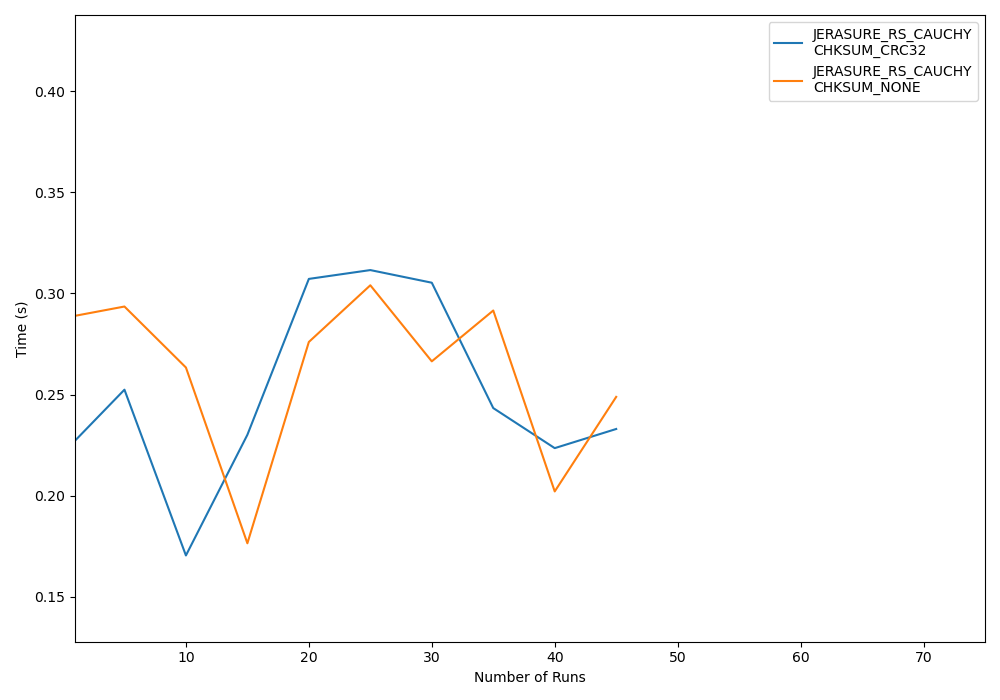 JERASURE_RS_CAUCHY
CHKSUM_CRC32
JERASURE_RS_CAUCHY
CHKSUM_NONE
0.40
0.35
0.30
0.25
0.20
0.15
Time (s)
10 20 30 40 50 60 70
Number of Runs